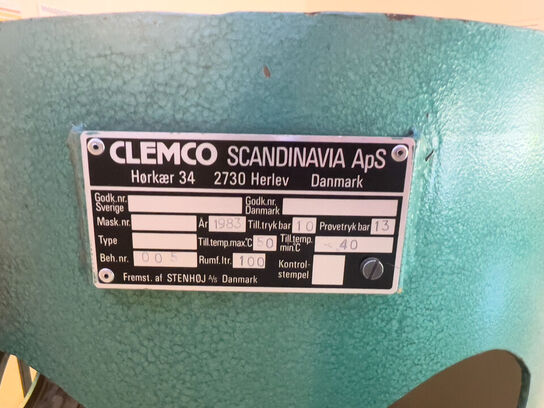 CLEMCO SCANDINAVIA ApS
Hørkær 34 2730 Herlev Danmark
Godk.nr. Sverige Godk.nr. Danmark
Mask.nr. År 1983 Till.tryk bar 10 Prøvetryk bar 13
Type Till.temp.max°C 50 Till.temp. min°C -40
Beh.nr. 005 Rumf. ltr. 100 Kontrol-stempel
Fremst. af STENHØJ A/S Danmark